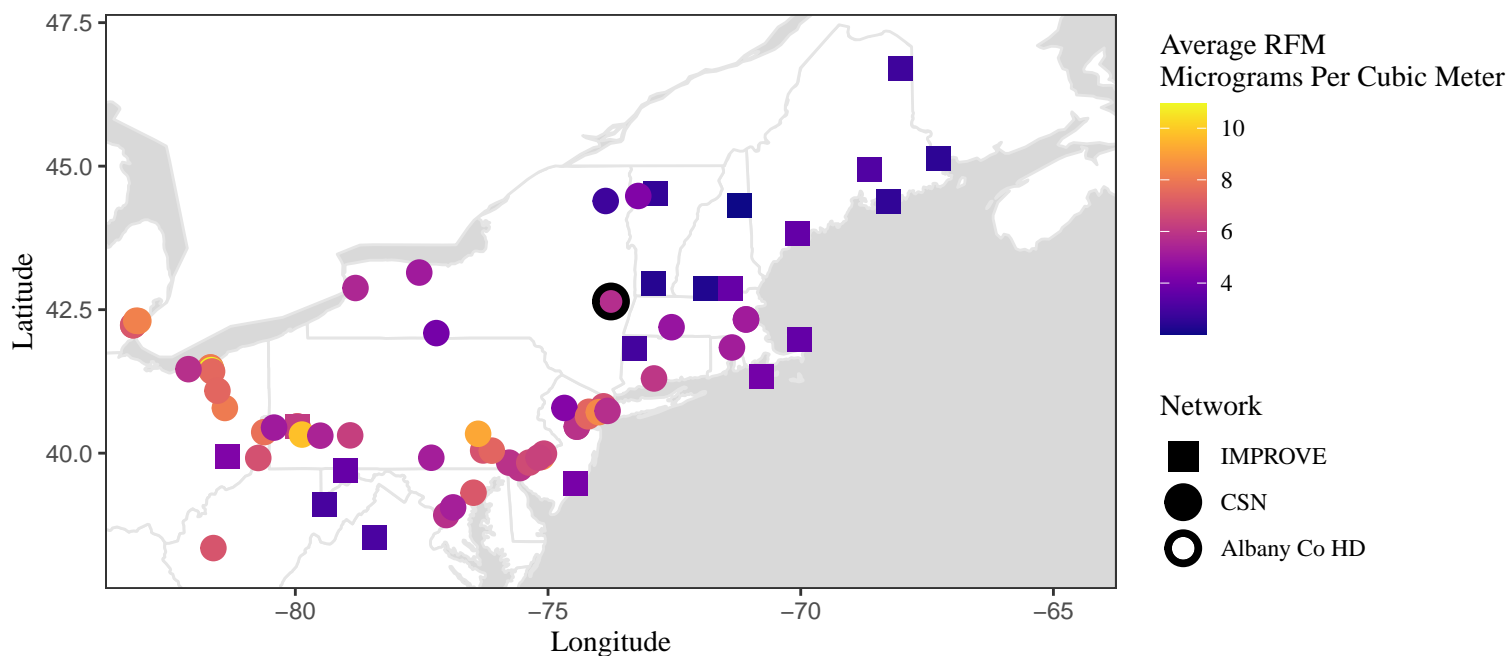 47.5
45.0
42.5
40.0
Latitude
−80
−75
−70
−65
Longitude
Average RFM
Micrograms Per Cubic Meter
10
8
6
4
Network
IMPROVE
CSN
Albany Co HD